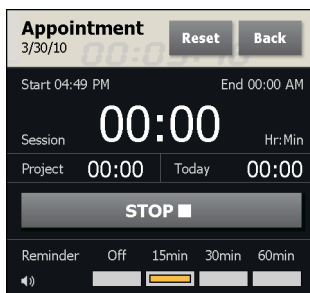 Appointment
3/30/10
Reset Back
Start 04:49 PM End 00:00 AM
Session 00:00 Hr:Min
Project 00:00 Today 00:00
STOP
Reminder Off 15min 30min 60min